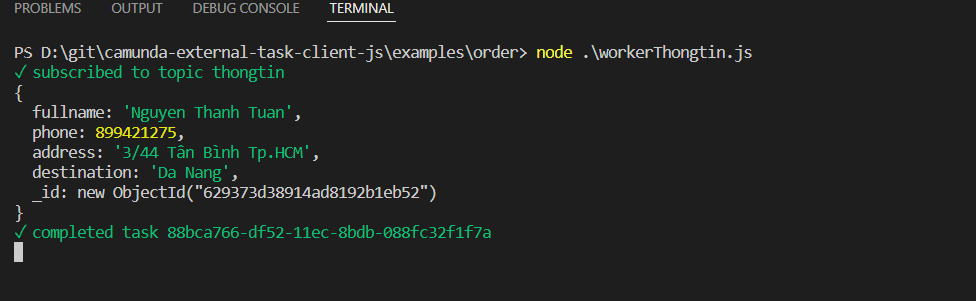 PROBLEMS OUTPUT DEBUG CONSOLE TERMINAL
PS D:\git\camunda-external-task-client-js\examples\order> node .\workerThongtin.js
✓ subscribed to topic thongtin
{
  fullname: 'Nguyen Thanh Tuan',
  phone: 899421275,
  address: '3/44 Tân Bình Tp.HCM',
  destination: 'Da Nang',
  _id: new ObjectId("629373d38914ad8192b1eb52")
}
✓ completed task 88bca766-df52-11ec-8bdb-088fc32f1f7a